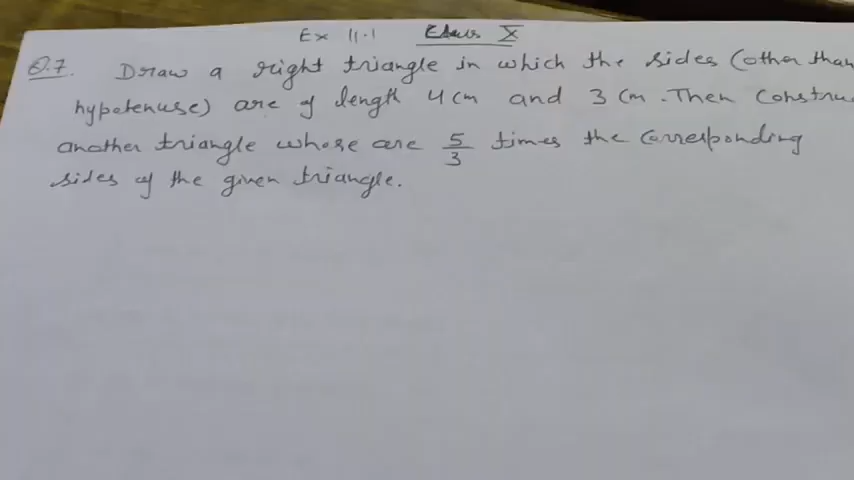 Ex 11.1 Class X
Q.7. Draw a right triangle in which the sides (other than
hypotenuse) are of length 4 cm and 3 cm. Then constru
another triangle whose are 5/3 times the corresponding
sides of the given triangle.